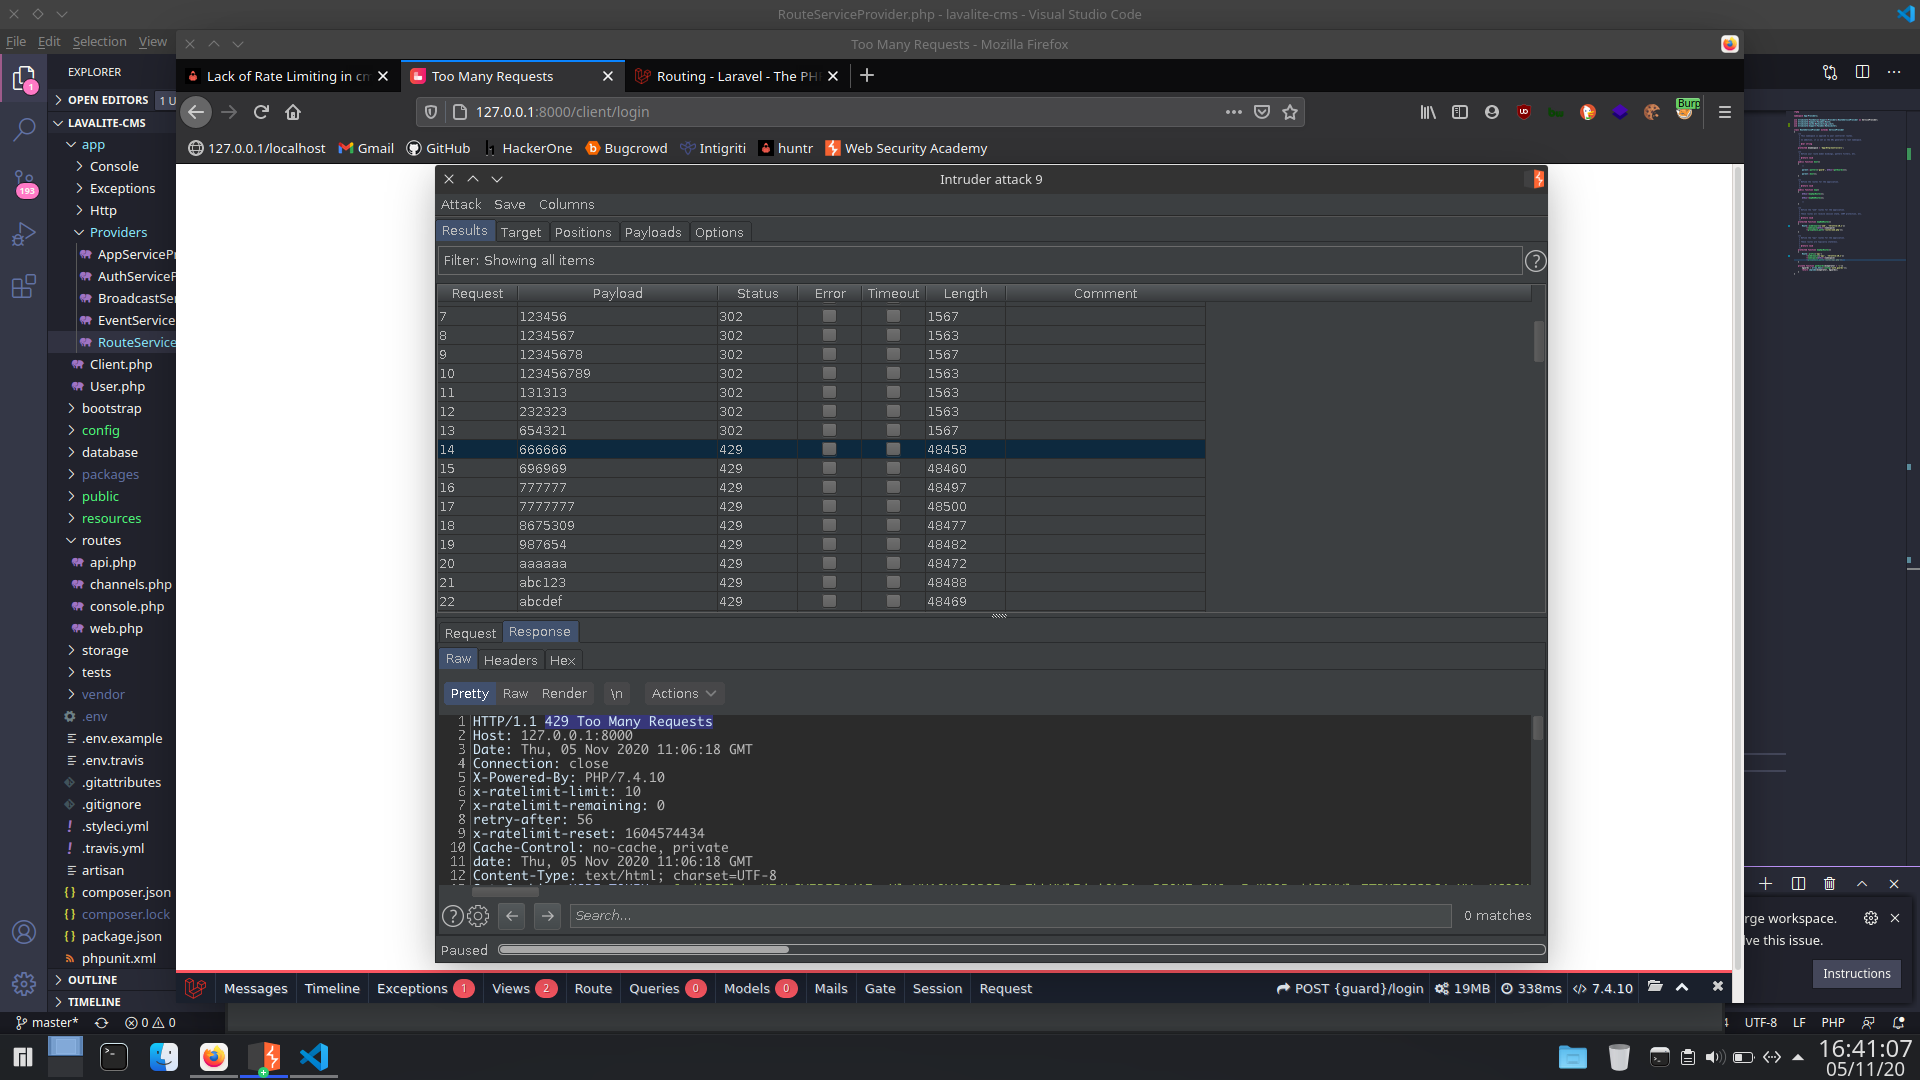 RouteServiceProvider.php - lavalite-cms - Visual Studio Code
File Edit Selection View
Too Many Requests - Mozilla Firefox
EXPLORER
OPEN EDITORS 1 U
LAVALITE-CMS
app
Console
Exceptions
Http
Providers
AppServicePr
AuthServiceP
BroadcastSer
EventService
RouteService
Client.php
User.php
bootstrap
config
database
packages
public
resources
routes
api.php
channels.php
console.php
web.php
storage
tests
vendor
.env
.env.example
.env.travis
.gitattributes
.gitignore
.styleci.yml
.travis.yml
artisan
composer.json
composer.lock
package.json
phpunit.xml
OUTLINE
TIMELINE
1
193
Lack of Rate Limiting in cm
Too Many Requests
Routing - Laravel - The PH
127.0.0.1:8000/client/login
Burp
127.0.0.1/localhost Gmail GitHub HackerOne Bugcrowd Intigriti huntr Web Security Academy
Intruder attack 9
Attack Save Columns
Results Target Positions Payloads Options
Filter: Showing all items
Request Payload Status Error Timeout Length Comment
7 123456 302 1567
8 1234567 302 1563
9 12345678 302 1567
10 123456789 302 1563
11 131313 302 1563
12 232323 302 1563
13 654321 302 1567
14 666666 429 48458
15 696969 429 48460
16 777777 429 48497
17 7777777 429 48500
18 8675309 429 48477
19 987654 429 48482
20 aaaaaa 429 48472
21 abc123 429 48488
22 abcdef 429 48469
Request Response
Raw Headers Hex
Pretty Raw Render \n Actions
1 HTTP/1.1 429 Too Many Requests
2 Host: 127.0.0.1:8000
3 Date: Thu, 05 Nov 2020 11:06:18 GMT
4 Connection: close
5 X-Powered-By: PHP/7.4.10
6 x-ratelimit-limit: 10
7 x-ratelimit-remaining: 0
8 retry-after: 56
9 x-ratelimit-reset: 1604574434
10 Cache-Control: no-cache, private
11 date: Thu, 05 Nov 2020 11:06:18 GMT
12 Content-Type: text/html; charset=UTF-8
Search... 0 matches
Paused
rge workspace.
lve this issue.
Instructions
Messages Timeline Exceptions 1 Views 2 Route Queries 0 Models 0 Mails Gate Session Request POST {guard}/login 19MB 338ms 7.4.10
master* 0 0 UTF-8 LF PHP
16:41:07
05/11/20